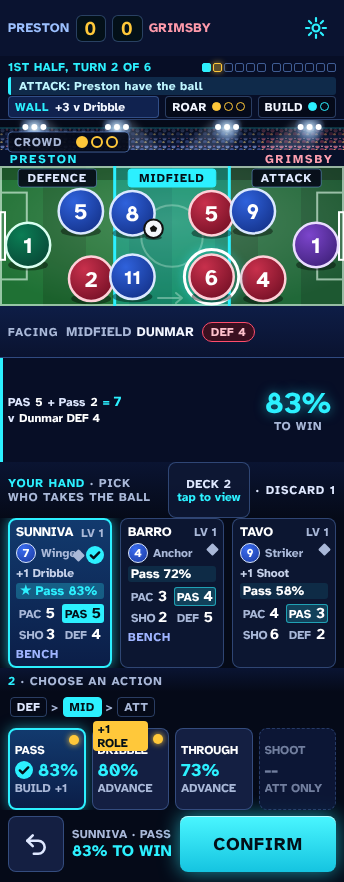 PRESTON 0 0 GRIMSBY
1ST HALF, TURN 2 OF 6
ATTACK: Preston have the ball
WALL +3 v Dribble
ROAR
BUILD
CROWD
PRESTON
GRIMSBY
DEFENCE
MIDFIELD
ATTACK
5 8 5 9
1 1
2 11 6 4
FACING MIDFIELD DUNMAR DEF 4
PAS 5 + Pass 2 = 7
v Dunmar DEF 4
83%
TO WIN
YOUR HAND · PICK
WHO TAKES THE BALL
DECK 2
tap to view
· DISCARD 1
SUNNIVA LV 1
7 Winge
+1 Dribble
★ Pass 83%
PAC 5 PAS 5
SHO 3 DEF 4
BENCH
BARRO LV 1
4 Anchor
Pass 72%
PAC 3 PAS 4
SHO 2 DEF 5
BENCH
TAVO LV 1
9 Striker
+1 Shoot
Pass 58%
PAC 4 PAS 3
SHO 6 DEF 2
2 · CHOOSE AN ACTION
DEF > MID > ATT
PASS
83%
BUILD +1
+1
ROLE
DRIBBLE
80%
ADVANCE
THROUGH
73%
ADVANCE
SHOOT
--
ATT ONLY
SUNNIVA · PASS
83% TO WIN
CONFIRM